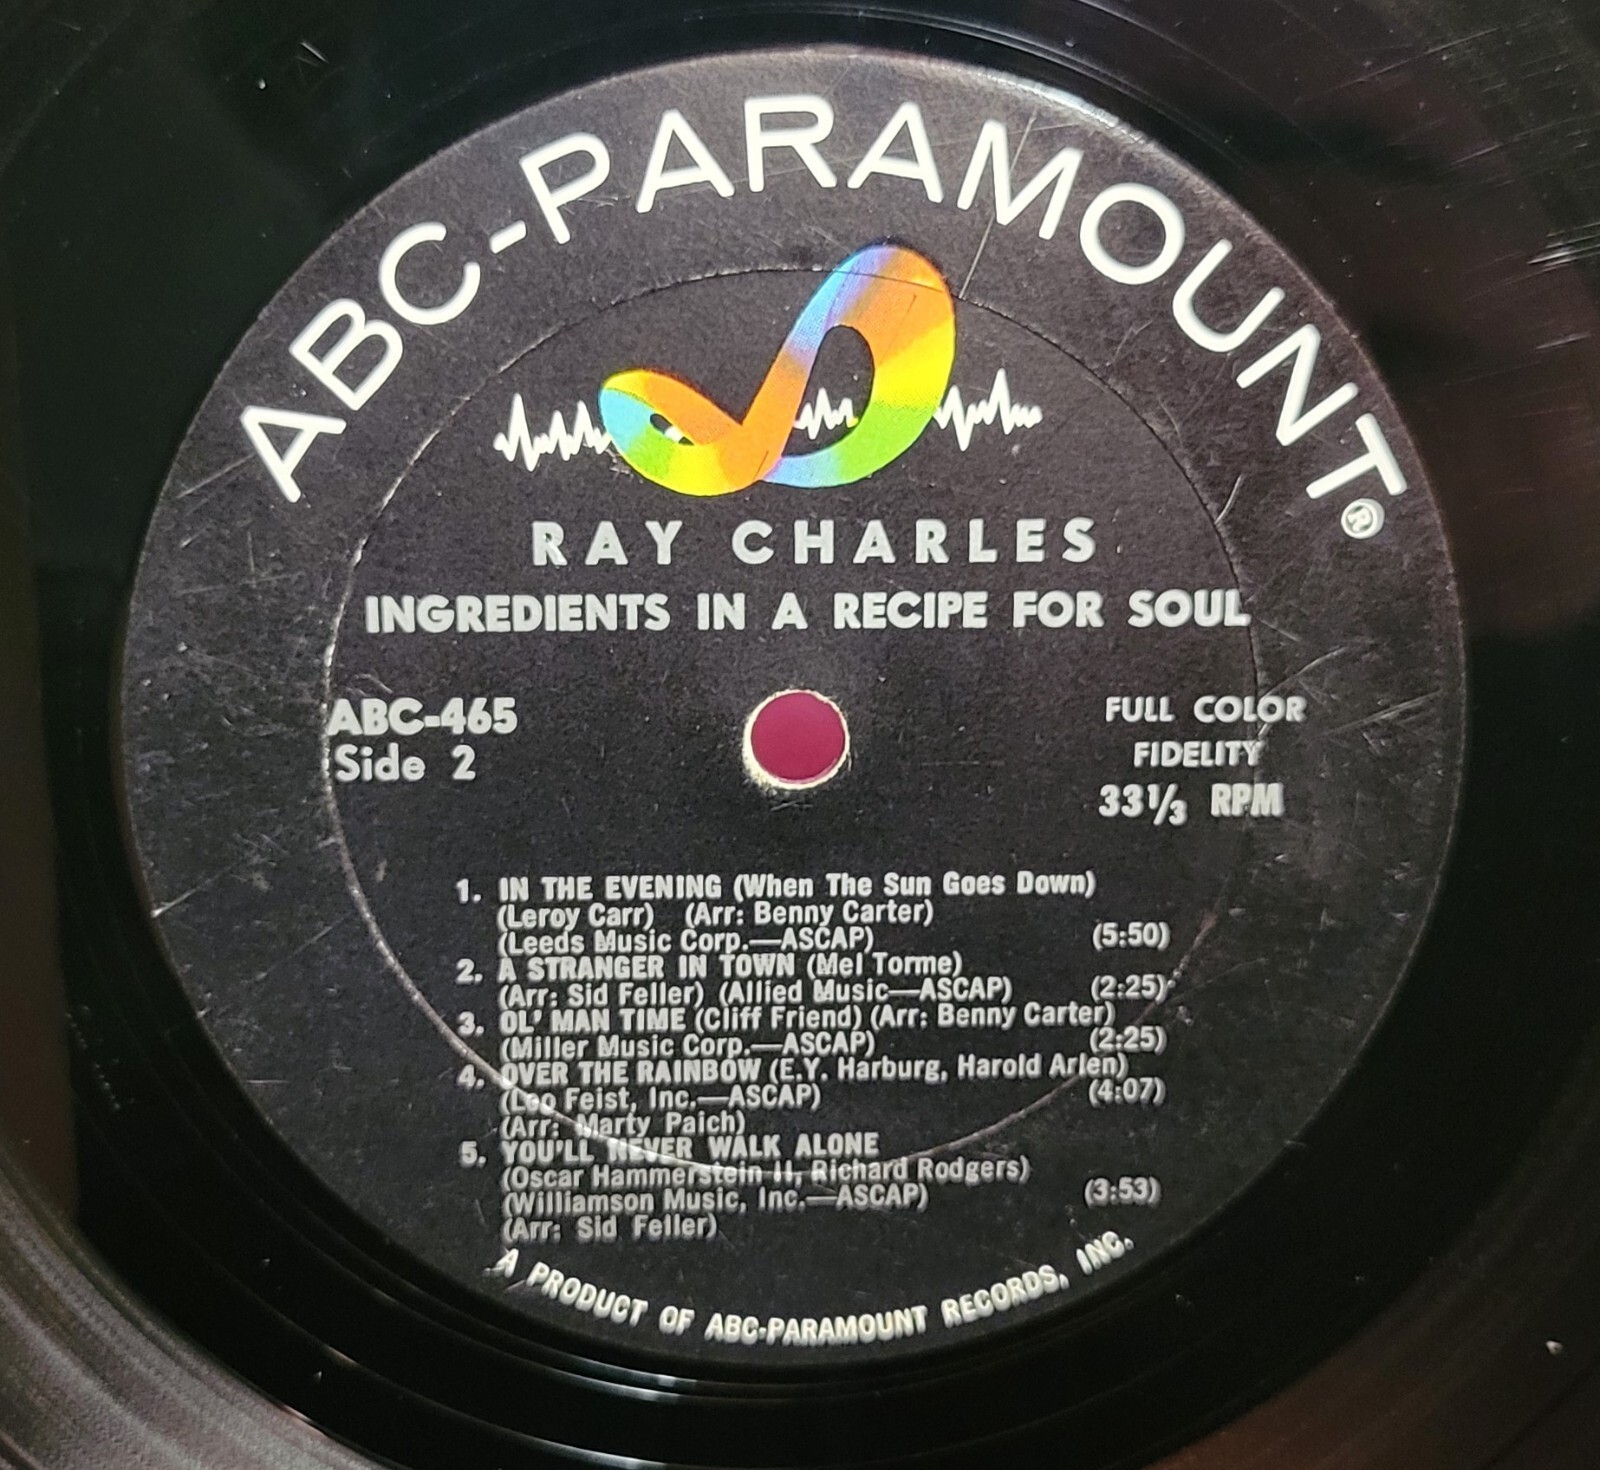 ABC-PARAMOUNT®
RAY CHARLES
INGREDIENTS IN A RECIPE FOR SOUL
ABC-465
Side 2
FULL COLOR
FIDELITY
33⅓ RPM
1. IN THE EVENING (When The Sun Goes Down)
(Leroy Carr) (Arr: Benny Carter)
(Leeds Music Corp.—ASCAP) (5:50)
2. A STRANGER IN TOWN (Mel Torme)
(Arr: Sid Feller) (Allied Music—ASCAP) (2:25)
3. OL' MAN TIME (Cliff Friend) (Arr: Benny Carter)
(Miller Music Corp.—ASCAP) (2:25)
4. OVER THE RAINBOW (E.Y. Harburg, Harold Arlen)
(Leo Feist, Inc.—ASCAP) (4:07)
(Arr: Marty Paich)
5. YOU'LL NEVER WALK ALONE
(Oscar Hammerstein II, Richard Rodgers)
(Williamson Music, Inc.—ASCAP) (3:53)
(Arr: Sid Feller)
A PRODUCT OF ABC-PARAMOUNT RECORDS, INC.